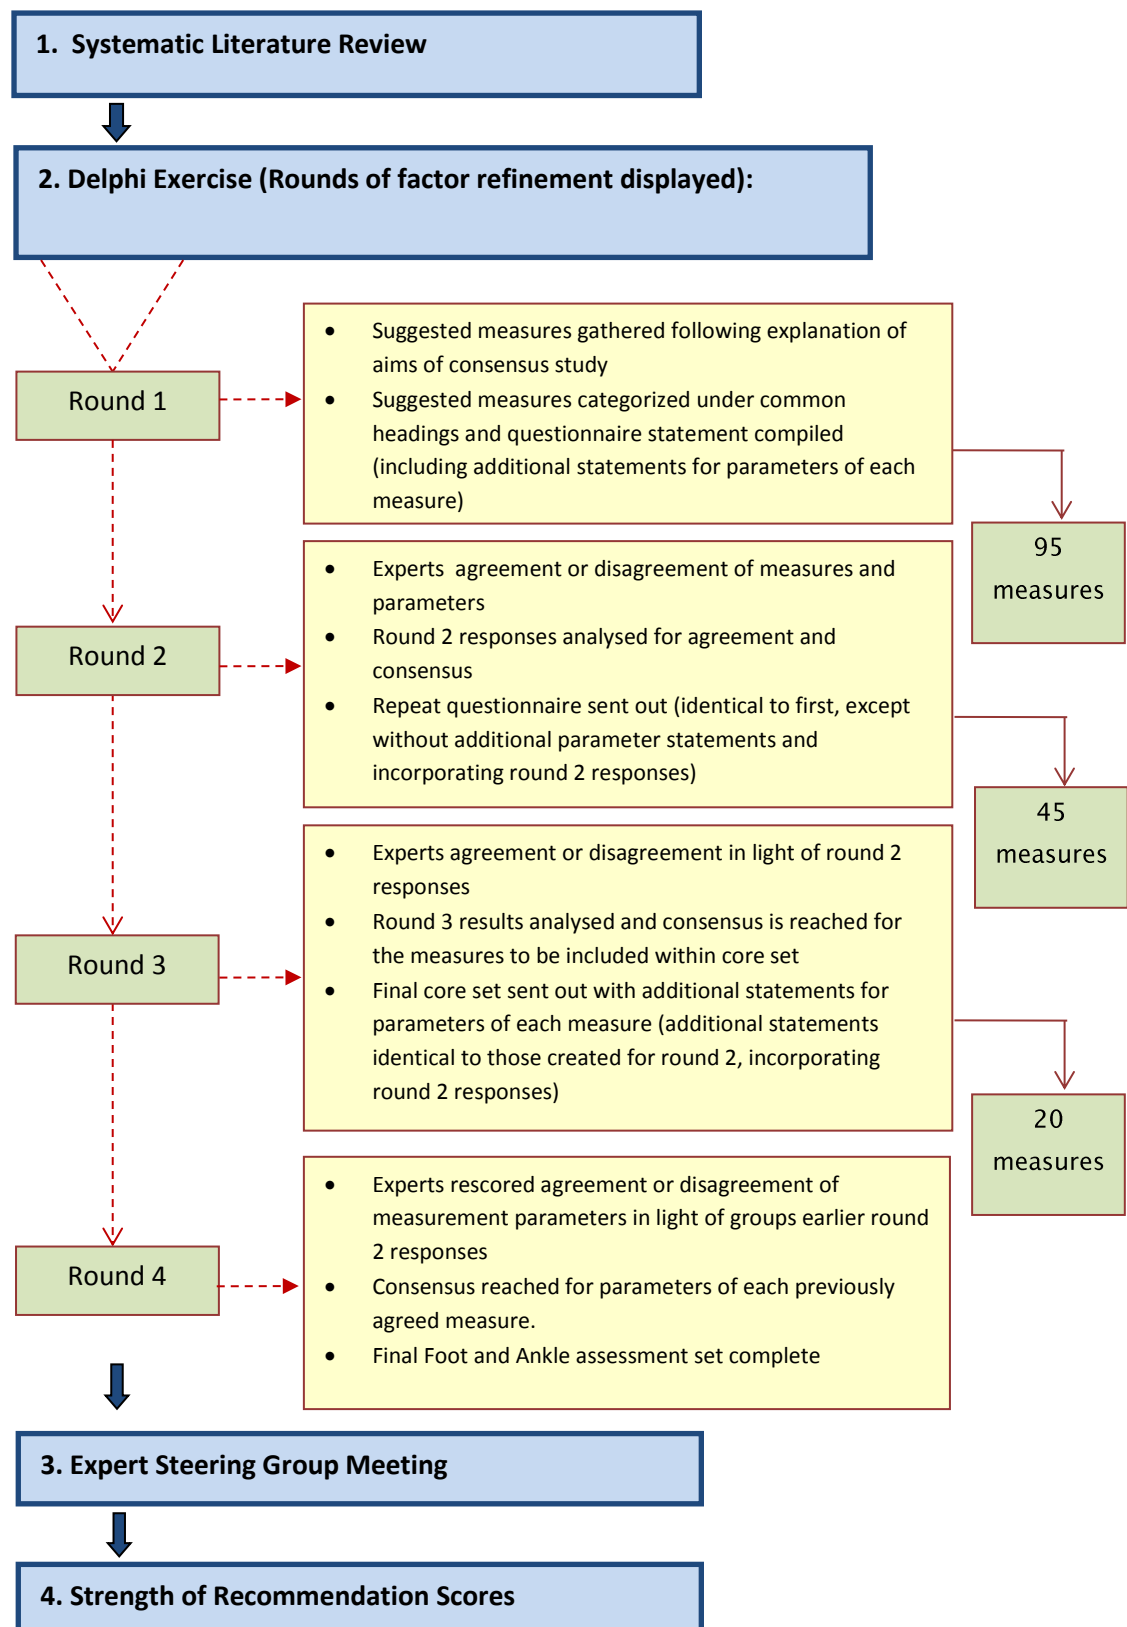 1. Systematic Literature Review
2. Delphi Exercise (Rounds of factor refinement displayed):
Round 1
• Suggested measures gathered following explanation of
aims of consensus study
• Suggested measures categorized under common
headings and questionnaire statement compiled
(including additional statements for parameters of each
measure)
95
measures
Round 2
• Experts agreement or disagreement of measures and
parameters
• Round 2 responses analysed for agreement and
consensus
• Repeat questionnaire sent out (identical to first, except
without additional parameter statements and
incorporating round 2 responses)
45
measures
Round 3
• Experts agreement or disagreement in light of round 2
responses
• Round 3 results analysed and consensus is reached for
the measures to be included within core set
• Final core set sent out with additional statements for
parameters of each measure (additional statements
identical to those created for round 2, incorporating
round 2 responses)
20
measures
Round 4
• Experts rescored agreement or disagreement of
measurement parameters in light of groups earlier round
2 responses
• Consensus reached for parameters of each previously
agreed measure.
• Final Foot and Ankle assessment set complete
3. Expert Steering Group Meeting
4. Strength of Recommendation Scores